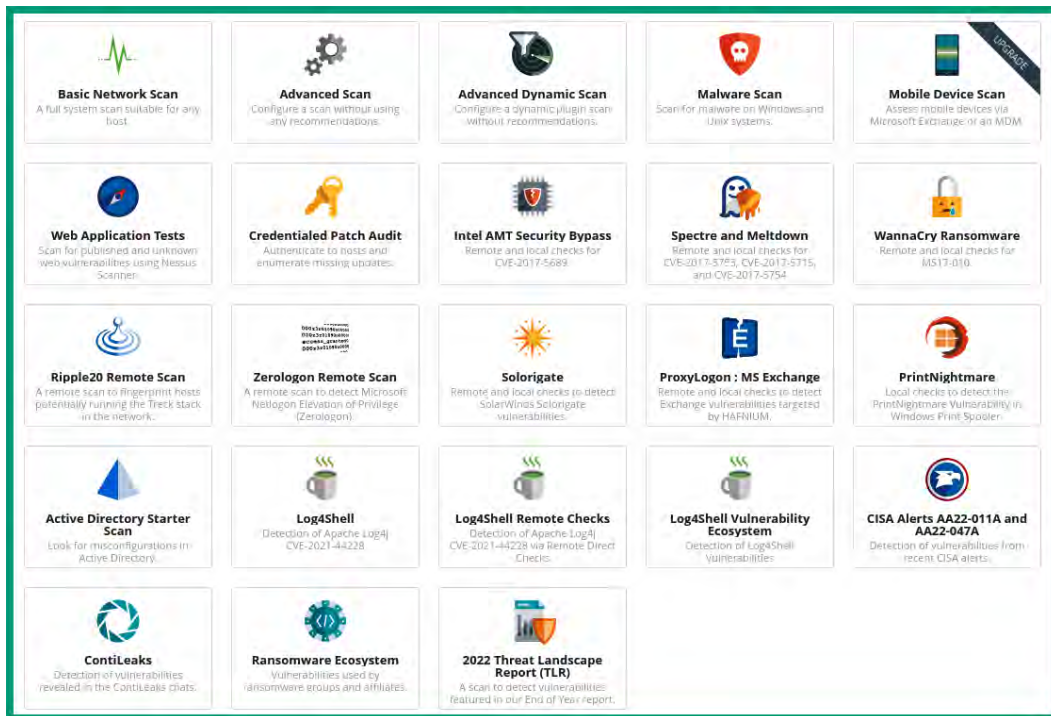 UPGRADE
Basic Network Scan
A full system scan suitable for any
host.
Advanced Scan
Configure a scan without using
any recommendations.
Advanced Dynamic Scan
Configure a dynamic plugin scan
without recommendations.
Malware Scan
Scan for malware on Windows and
Unix systems.
Mobile Device Scan
Assess mobile devices via
Microsoft Exchange or an MDM.
Web Application Tests
Scan for published and unknown
web vulnerabilities using Nessus
Scanner.
Credentialed Patch Audit
Authenticate to hosts and
enumerate missing updates.
Intel AMT Security Bypass
Remote and local checks for
CVE-2017-5689.
Spectre and Meltdown
Remote and local checks for
CVE-2017-5753, CVE-2017-5715,
and CVE-2017-5754
WannaCry Ransomware
Remote and local checks for
MS17-010.
Ripple20 Remote Scan
A remote scan to fingerprint hosts
potentially running the Treck stack
in the network.
Zerologon Remote Scan
A remote scan to detect Microsoft
Netlogon Elevation of Privilege
(Zerologon).
Solorigate
Remote and local checks to detect
SolarWinds Solorigate
vulnerabilities.
E
ProxyLogon : MS Exchange
Remote and local checks to detect
Exchange vulnerabilities targeted
by HAFNIUM.
PrintNightmare
Local checks to detect the
PrintNightmare Vulnerability in
Windows Print Spooler.
Active Directory Starter
Scan
Look for misconfigurations in
Active Directory.
Log4Shell
Detection of Apache Log4j
CVE-2021-44228
Log4Shell Remote Checks
Detection of Apache Log4j
CVE-2021-44228 via Remote Direct
Checks.
Log4Shell Vulnerability
Ecosystem
Detection of Log4Shell
Vulnerabilities
CISA Alerts AA22-011A and
AA22-047A
Detection of vulnerabilities from
recent CISA alerts.
ContiLeaks
Detection of vulnerabilities
revealed in the ContiLeaks chats.
</>
Ransomware Ecosystem
Vulnerabilities used by
ransomware groups and affiliates.
2022 Threat Landscape
Report (TLR)
A scan to detect vulnerabilities
featured in our End of Year report.